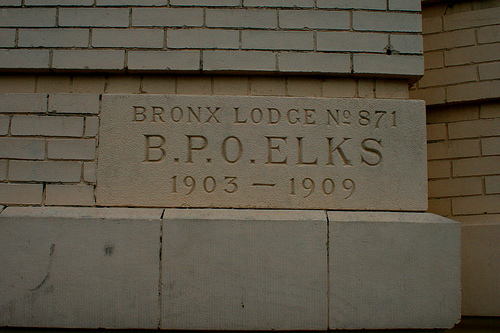 BRONX LODGE Nº 871
B.P.O.ELKS
1903 — 1909